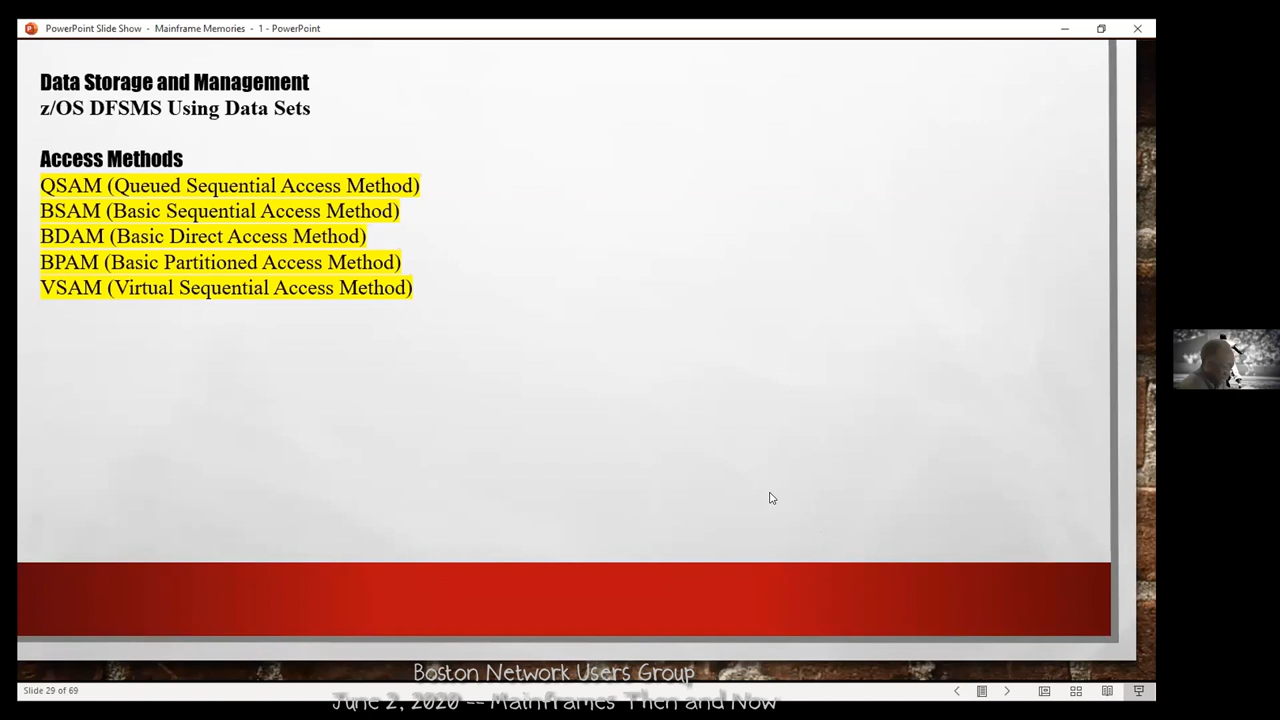 PowerPoint Slide Show - Mainframe Memories - 1 - PowerPoint
Data Storage and Management
z/OS DFSMS Using Data Sets
Access Methods
QSAM (Queued Sequential Access Method)
BSAM (Basic Sequential Access Method)
BDAM (Basic Direct Access Method)
BPAM (Basic Partitioned Access Method)
VSAM (Virtual Sequential Access Method)
Boston Network Users Group
Slide 29 of 69
June 2, 2020 -- Mainframes Then and Now